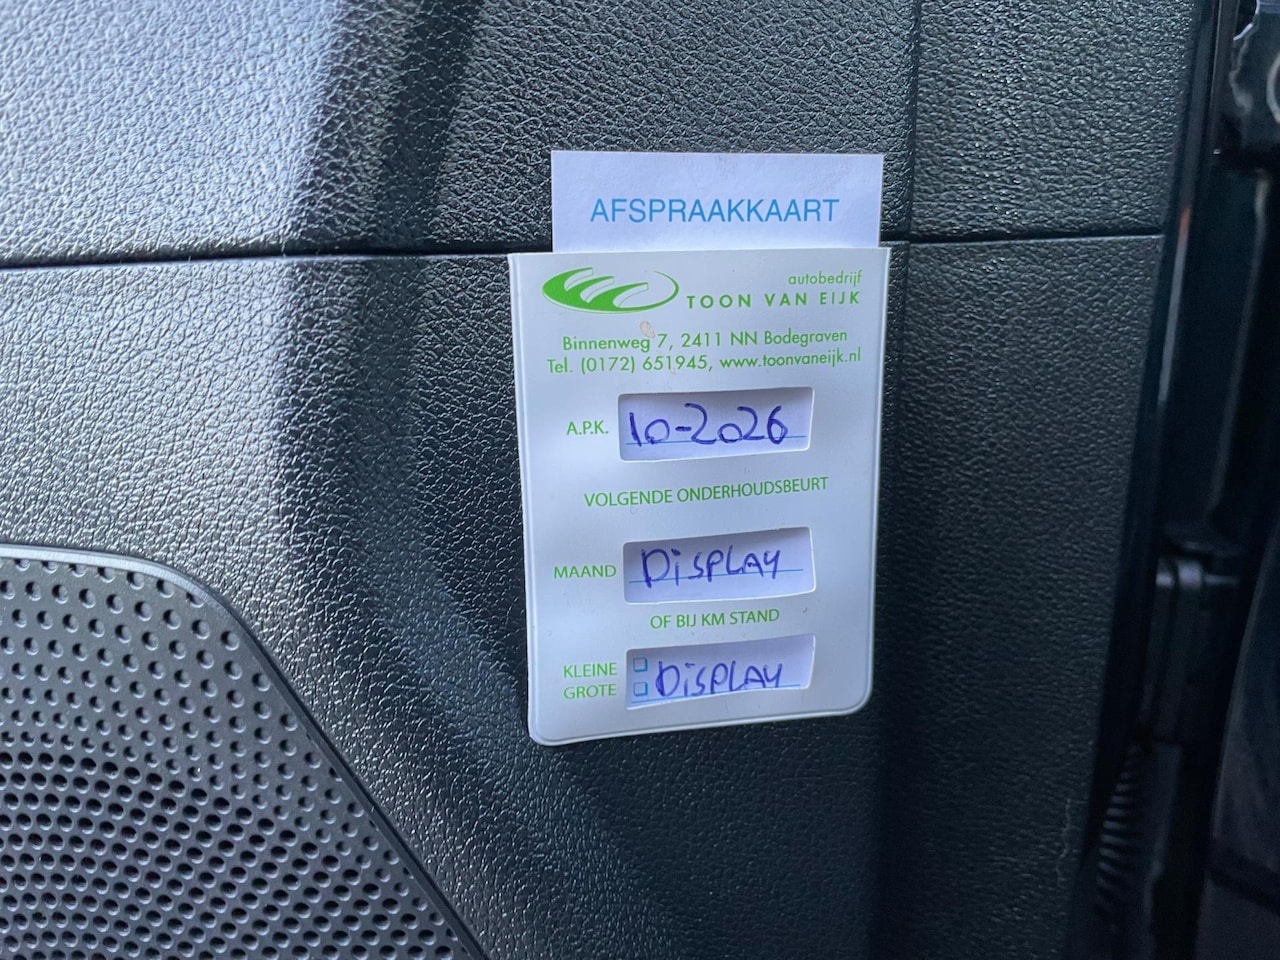 AFSPRAAKKAART
autobedrijf
TOON VAN EIJK
Binnenweg 7, 2411 NN Bodegraven
Tel. (0172) 651945, www.toonvaneijk.nl
A.P.K. 10-2026
VOLGENDE ONDERHOUDSBEURT
MAAND DiSPLAY
OF BIJ KM STAND
KLEINE
GROTE DiSPLAY